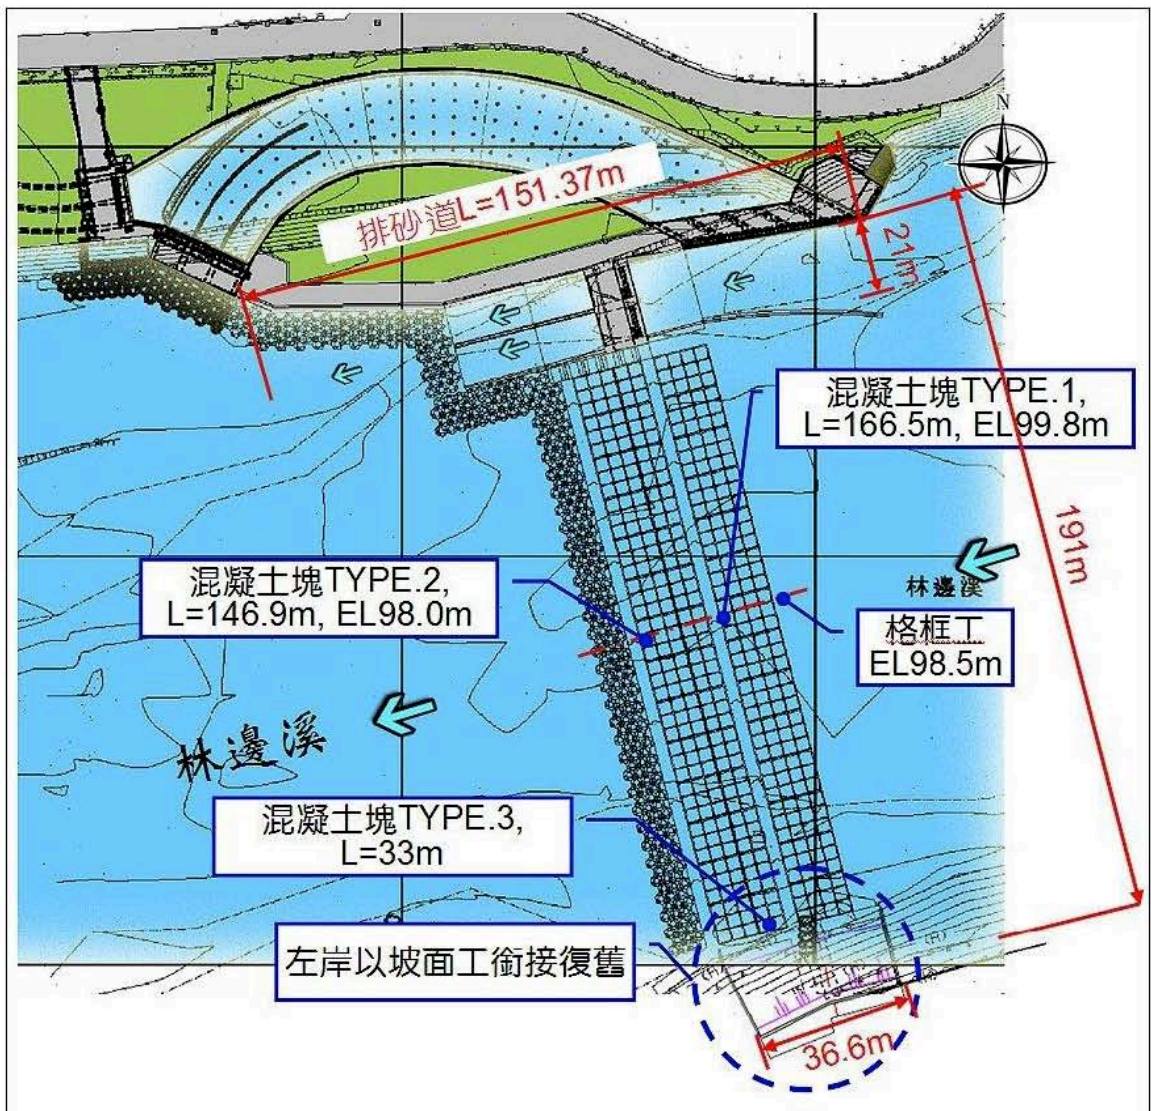 N
排砂道L=151.37m
21m
混凝土塊TYPE.1,
L=166.5m, EL99.8m
191m
林邊溪
混凝土塊TYPE.2,
L=146.9m, EL98.0m
格框工
EL98.5m
林邊溪
混凝土塊TYPE.3,
L=33m
左岸以坡面工銜接復舊
36.6m